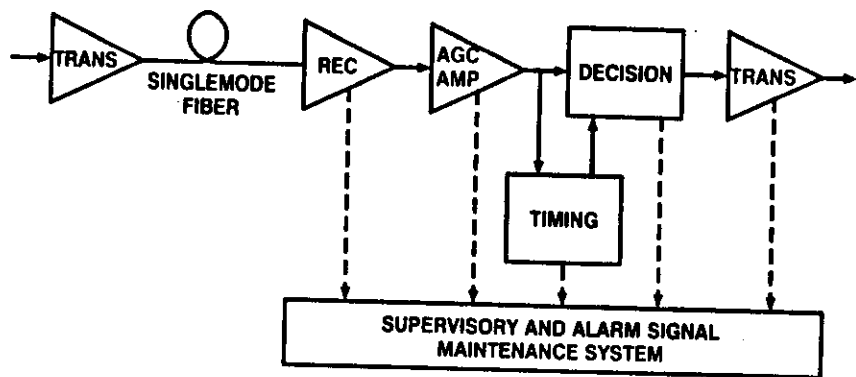 TRANS
SINGLEMODE
FIBER
REC
AGC
AMP
DECISION
TRANS
TIMING
SUPERVISORY AND ALARM SIGNAL
MAINTENANCE SYSTEM